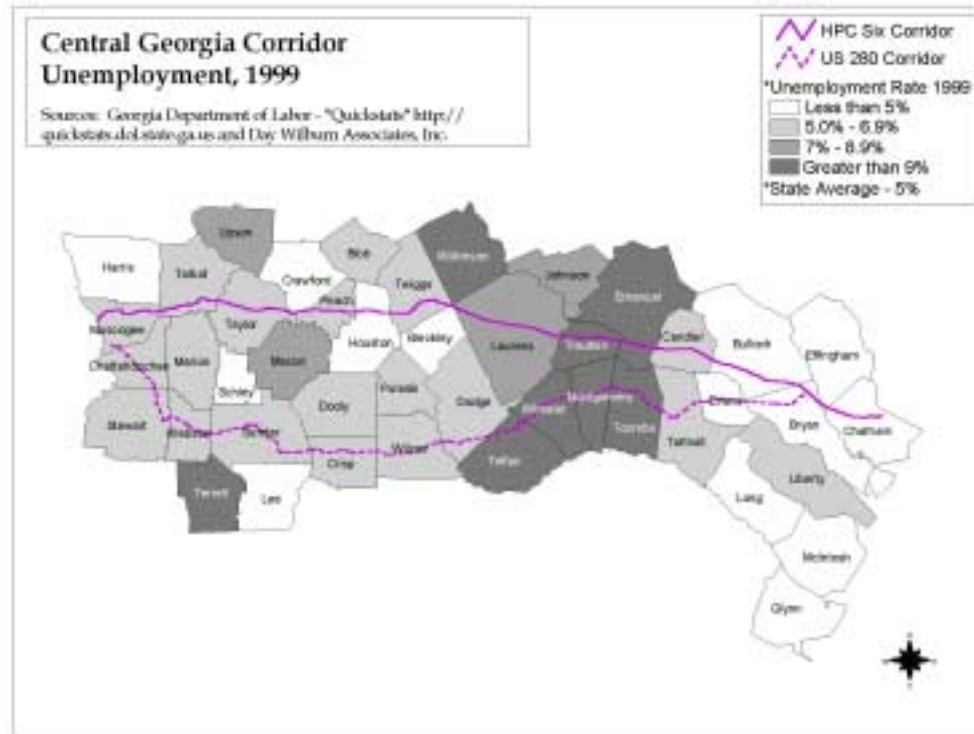 Central Georgia Corridor
Unemployment, 1999
Sources: Georgia Department of Labor - "Quickstats" http://
quickstats.dol.state.ga.us and Day Wilburn Associates, Inc.
HPC Six Corridor
US 280 Corridor
*Unemployment Rate 1999
Less than 5%
5.0% - 6.9%
7% - 8.9%
Greater than 9%
*State Average - 5%
Upson
Harris
Talbot
Crawford
Bibb
Twiggs
Wilkinson
Johnson
Emanuel
Muscogee
Taylor
Peach
Houston
Bleckley
Laurens
Treutlen
Candler
Bulloch
Effingham
Chattahoochee
Marion
Macon
Schley
Dooly
Pulaski
Dodge
Wheeler
Montgomery
Toombs
Evans
Bryan
Chatham
Stewart
Webster
Sumter
Crisp
Wilcox
Telfair
Tattnall
Liberty
Terrell
Lee
Long
McIntosh
Glynn